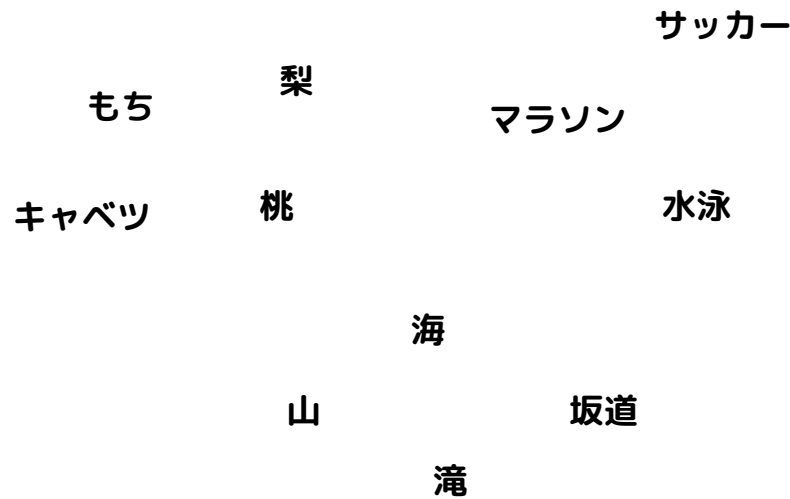 サッカー
梨
もち
マラソン
キャベツ
桃
水泳
海
山
坂道
滝